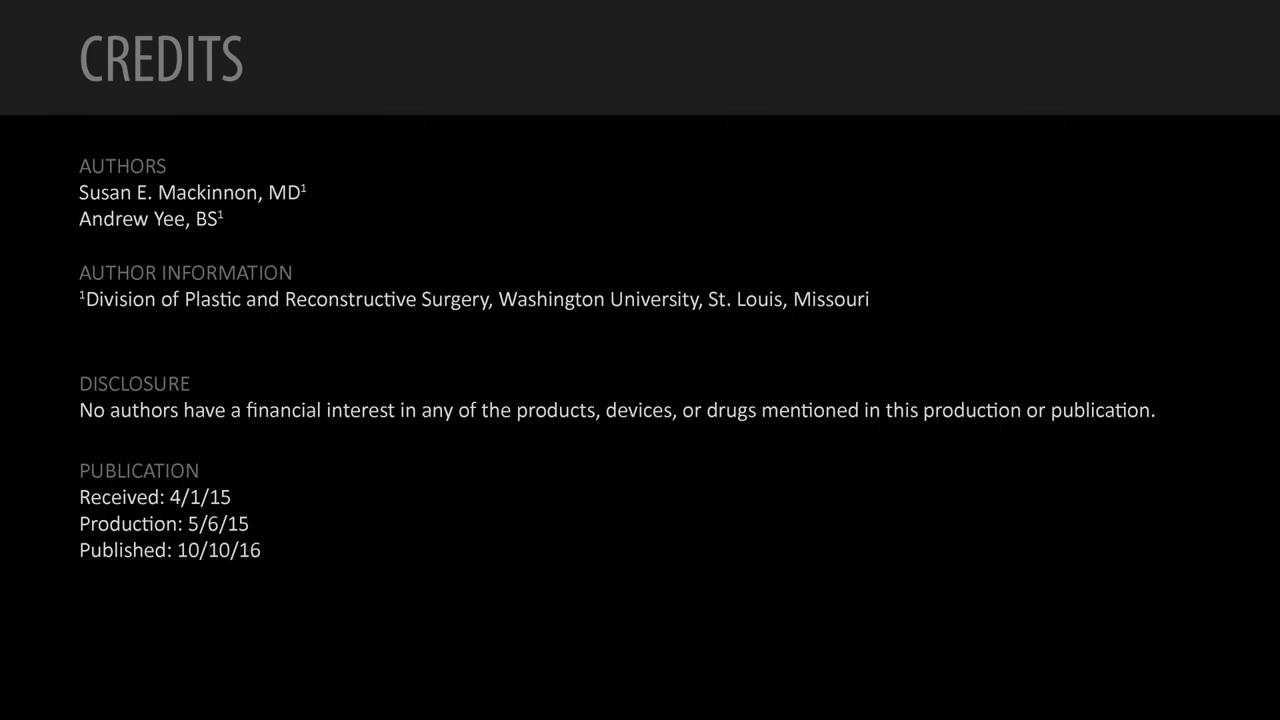 CREDITS
AUTHORS
Susan E. Mackinnon, MD¹
Andrew Yee, BS¹
AUTHOR INFORMATION
¹Division of Plastic and Reconstructive Surgery, Washington University, St. Louis, Missouri
DISCLOSURE
No authors have a financial interest in any of the products, devices, or drugs mentioned in this production or publication.
PUBLICATION
Received: 4/1/15
Production: 5/6/15
Published: 10/10/16